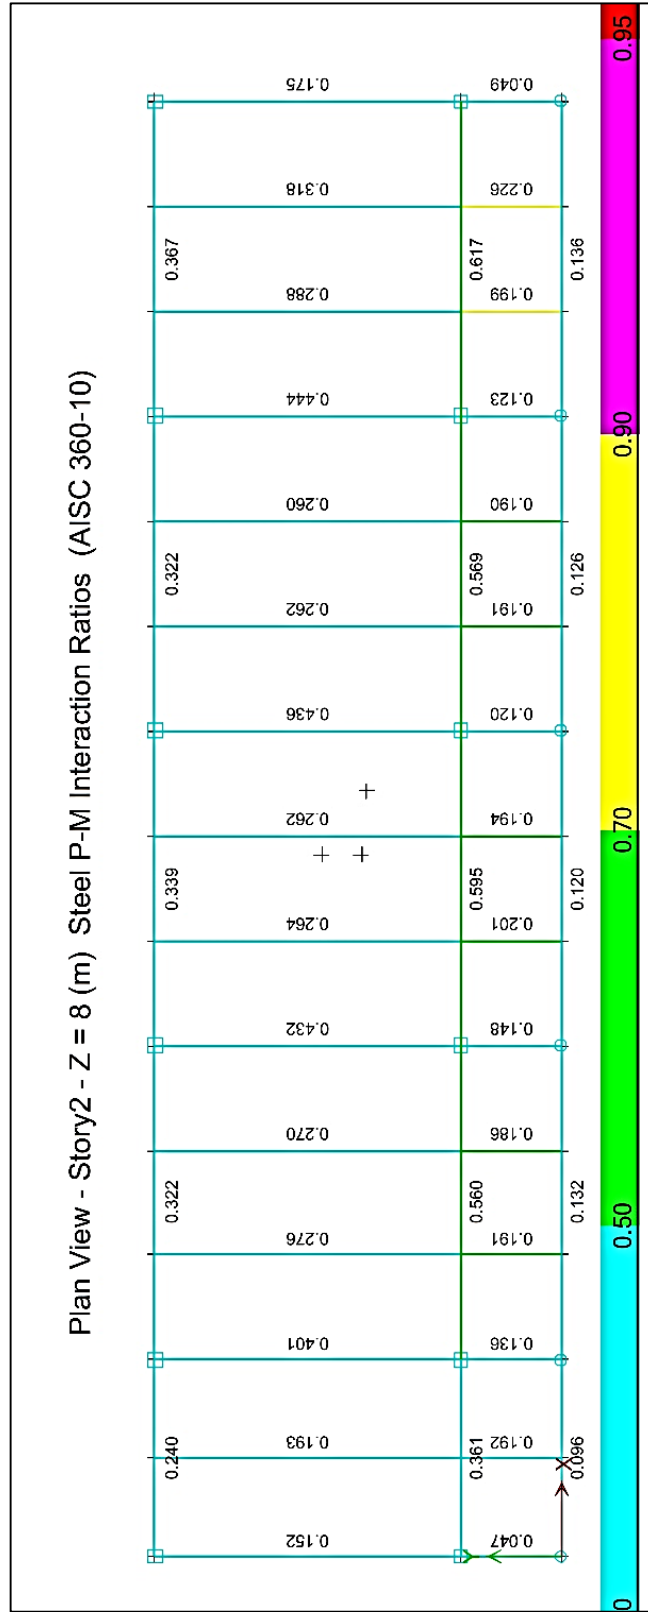 Plan View - Story2 - Z = 8 (m) Steel P-M Interaction Ratios (AISC 360-10)
0.240 0.322 0.339 0.322 0.367
0.152 0.193 0.401 0.276 0.270 0.432 0.264 0.262 0.436 0.262 0.260 0.444 0.288 0.318 0.175
0.361 0.560 0.595 0.569 0.617
0.047 0.192 0.136 0.191 0.186 0.148 0.201 0.194 0.120 0.191 0.190 0.123 0.199 0.226 0.049
X
0.096 0.132 0.120 0.126 0.136
0 0.50 0.70 0.90 0.95